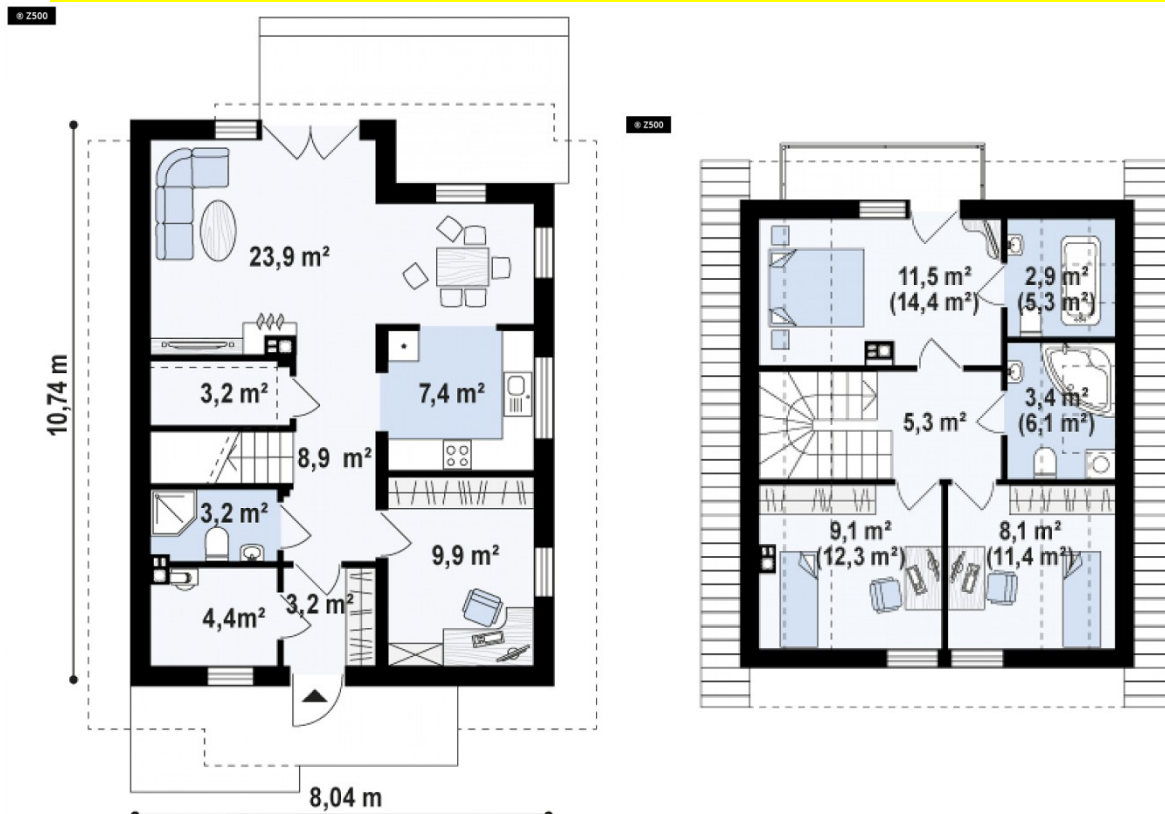 ® Z500
10,74 m
23,9 m²
3,2 m²
7,4 m²
8,9 m²
3,2 m²
9,9 m²
4,4m²
3,2 m²
8,04 m
® Z500
11,5 m²
(14,4 m²)
2,9 m²
(5,3 m²)
5,3 m²
3,4 m²
(6,1 m²)
9,1 m²
(12,3 m²)
8,1 m²
(11,4 m²)